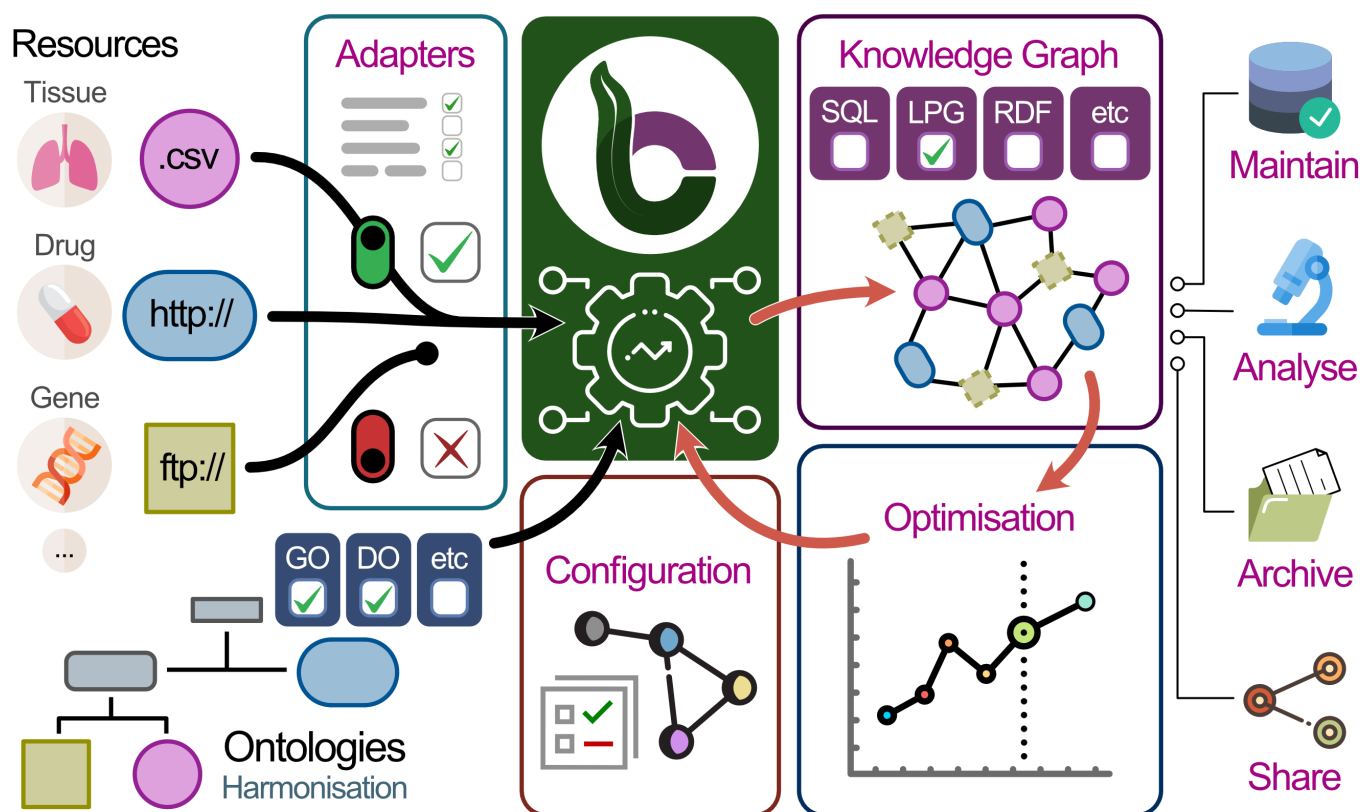 Resources
Tissue
.csv
Drug
http://
Gene
ftp://
...
Adapters
Knowledge Graph
SQL
LPG
RDF
etc
Maintain
Analyse
Archive
Share
GO
DO
etc
Ontologies
Harmonisation
Configuration
Optimisation